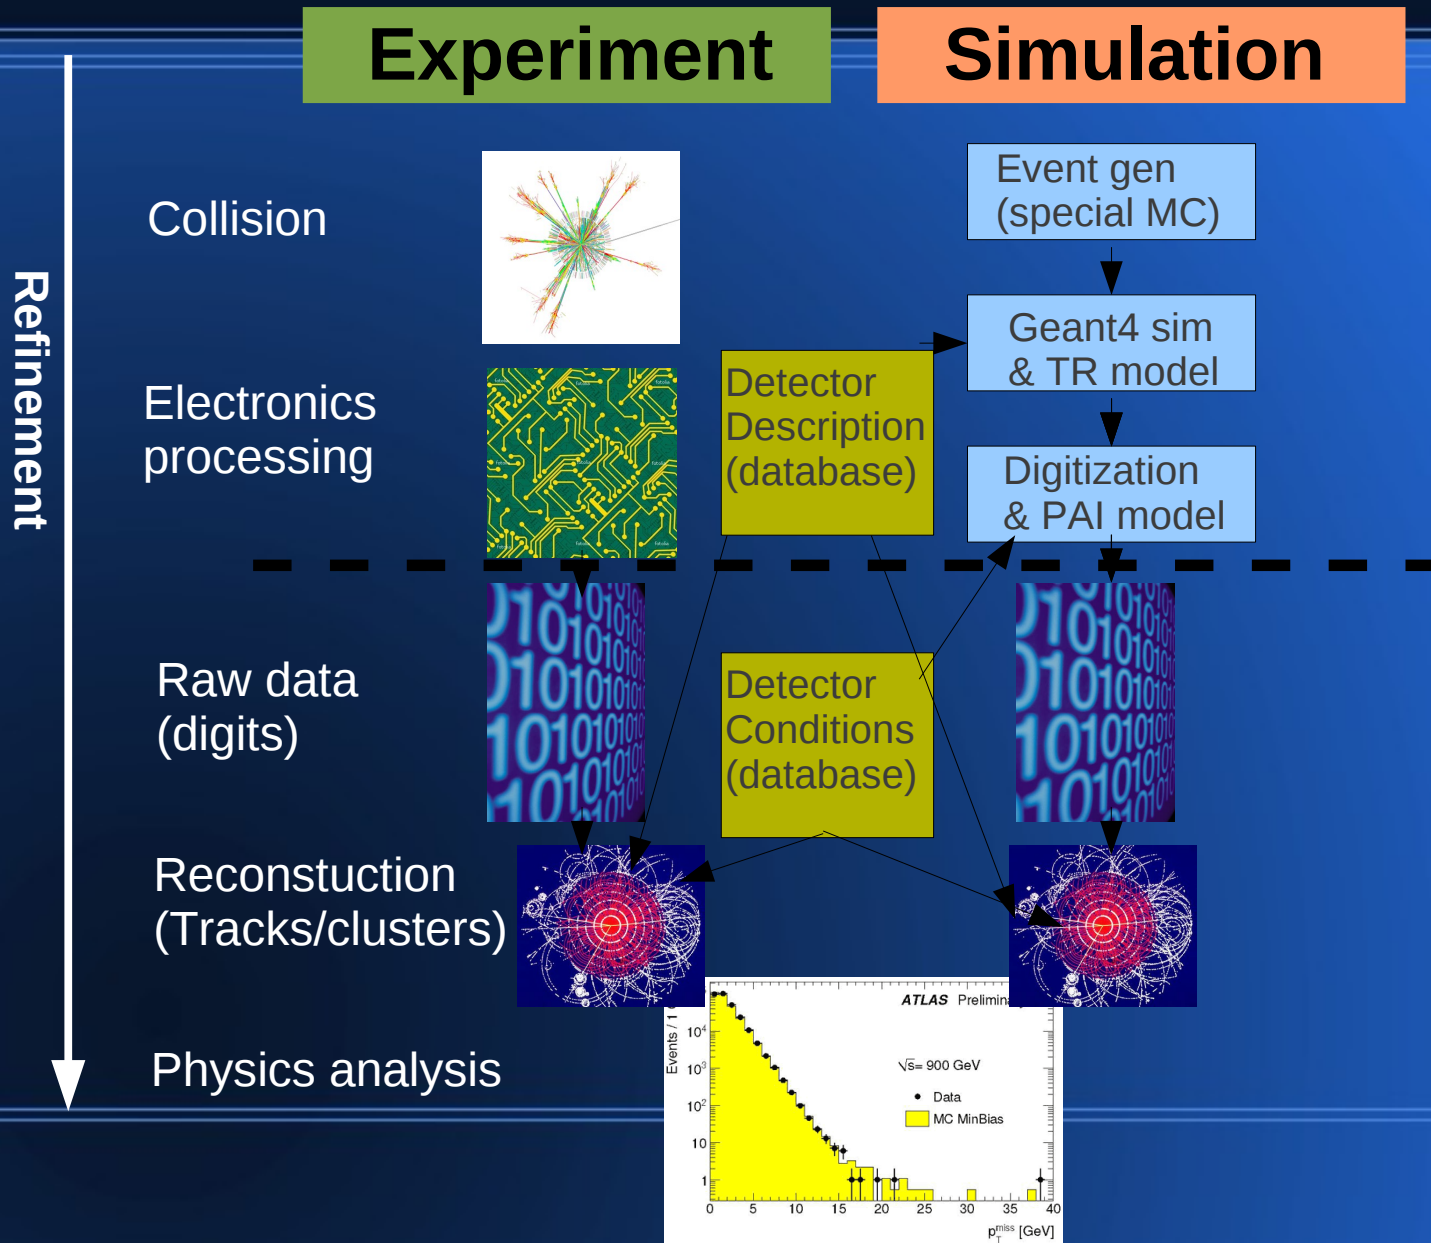 Experiment
Simulation
Refinement
Collision
Event gen
(special MC)
Geant4 sim
& TR model
Electronics
processing
Detector
Description
(database)
Digitization
& PAI model
Raw data
(digits)
Detector
Conditions
(database)
Reconstuction
(Tracks/clusters)
Physics analysis
ATLAS
√s= 900 GeV
Data
MC MinBias
Events / 1
10⁴
10³
10²
10
1
0 5 10 15 20 25 30 35 40
p_T^miss [GeV]
fotolia